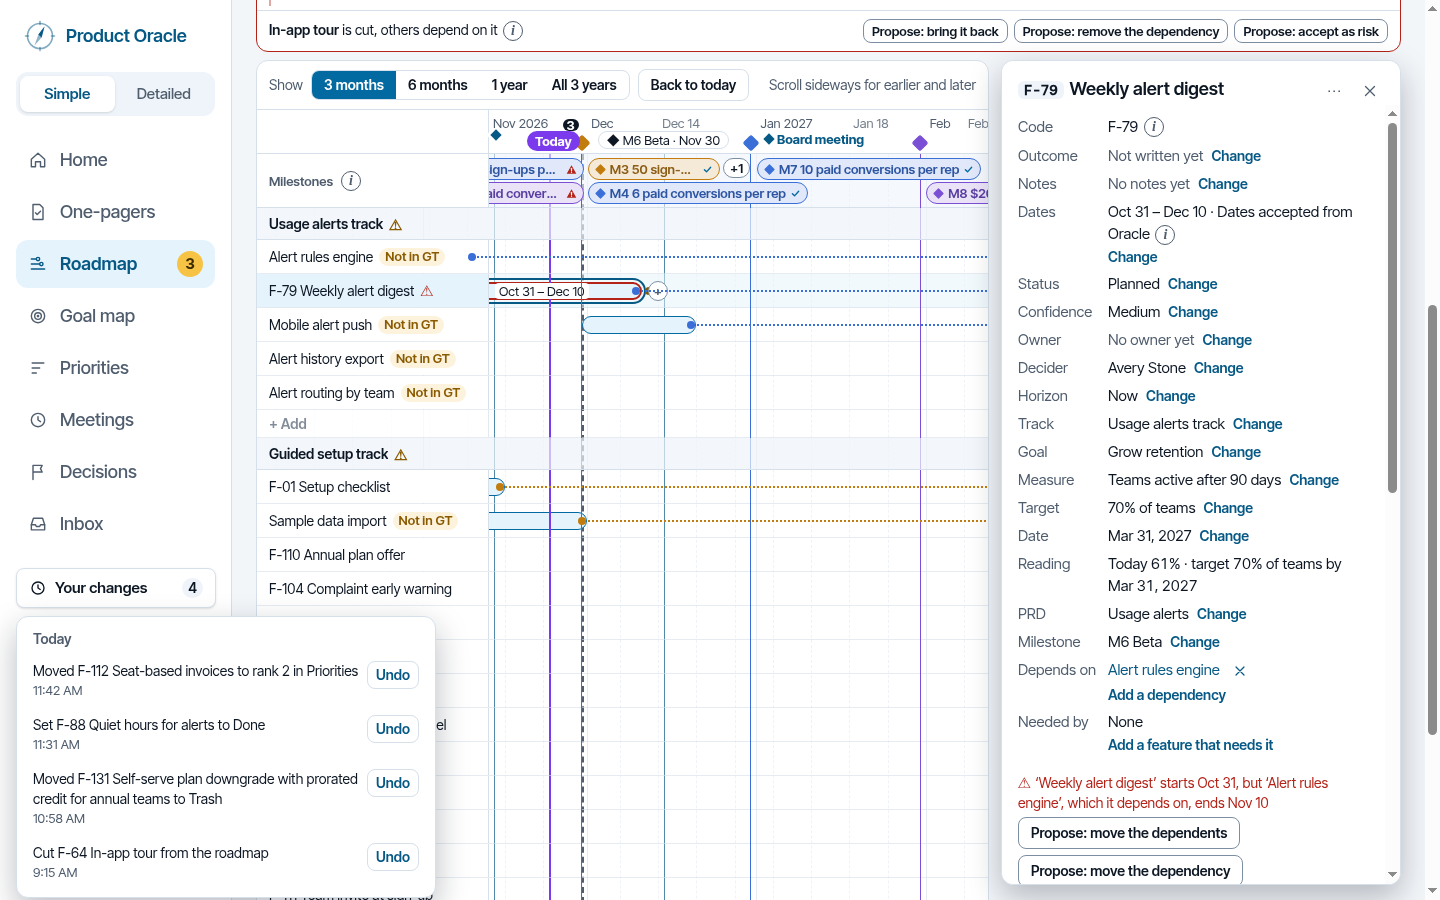 Product Oracle
Simple
Detailed
Home
One-pagers
Roadmap
3
Goal map
Priorities
Meetings
Decisions
Inbox
Your changes
4
Today
Moved F-112 Seat-based invoices to rank 2 in Priorities
11:42 AM
Undo
Set F-88 Quiet hours for alerts to Done
11:31 AM
Undo
Moved F-131 Self-serve plan downgrade with prorated
credit for annual teams to Trash
10:58 AM
Undo
Cut F-64 In-app tour from the roadmap
9:15 AM
Undo
In-app tour is cut, others depend on it
Propose: bring it back
Propose: remove the dependency
Propose: accept as risk
Show
3 months
6 months
1 year
All 3 years
Back to today
Scroll sideways for earlier and later
Nov 2026
3
Dec
Dec 14
Jan 2027
Jan 18
Feb
Feb
Today
M6 Beta · Nov 30
Board meeting
Milestones
ign-ups p...
M3 50 sign-...
+1
M7 10 paid conversions per rep
aid conver...
M4 6 paid conversions per rep
M8 $2
Usage alerts track
Alert rules engine Not in GT
F-79 Weekly alert digest
Oct 31 – Dec 10
Mobile alert push Not in GT
Alert history export Not in GT
Alert routing by team Not in GT
+ Add
Guided setup track
F-01 Setup checklist
Sample data import Not in GT
F-110 Annual plan offer
F-104 Complaint early warning
el
F-79 Weekly alert digest
Code F-79
Outcome Not written yet Change
Notes No notes yet Change
Dates Oct 31 – Dec 10 · Dates accepted from
Oracle
Change
Status Planned Change
Confidence Medium Change
Owner No owner yet Change
Decider Avery Stone Change
Horizon Now Change
Track Usage alerts track Change
Goal Grow retention Change
Measure Teams active after 90 days Change
Target 70% of teams Change
Date Mar 31, 2027 Change
Reading Today 61% · target 70% of teams by
Mar 31, 2027
PRD Usage alerts Change
Milestone M6 Beta Change
Depends on Alert rules engine
Add a dependency
Needed by None
Add a feature that needs it
‘Weekly alert digest’ starts Oct 31, but ‘Alert rules
engine’, which it depends on, ends Nov 10
Propose: move the dependents
Propose: move the dependency